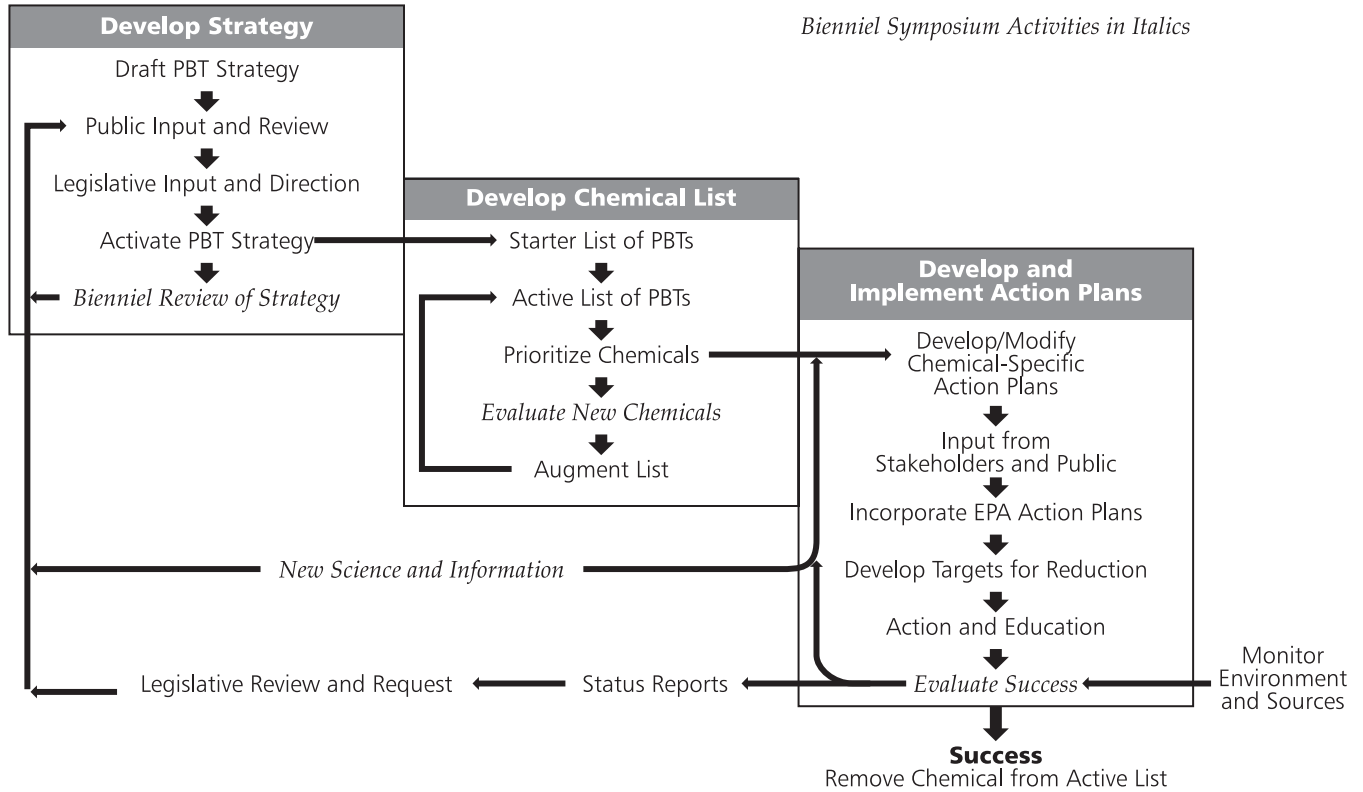 Develop Strategy
Bienniel Symposium Activities in Italics
Draft PBT Strategy
Public Input and Review
Legislative Input and Direction
Activate PBT Strategy
Bienniel Review of Strategy
Develop Chemical List
Starter List of PBTs
Active List of PBTs
Prioritize Chemicals
Evaluate New Chemicals
Augment List
Develop and
Implement Action Plans
Develop/Modify
Chemical-Specific
Action Plans
Input from
Stakeholders and Public
Incorporate EPA Action Plans
Develop Targets for Reduction
Action and Education
Evaluate Success
New Science and Information
Legislative Review and Request
Status Reports
Monitor
Environment
and Sources
Success
Remove Chemical from Active List